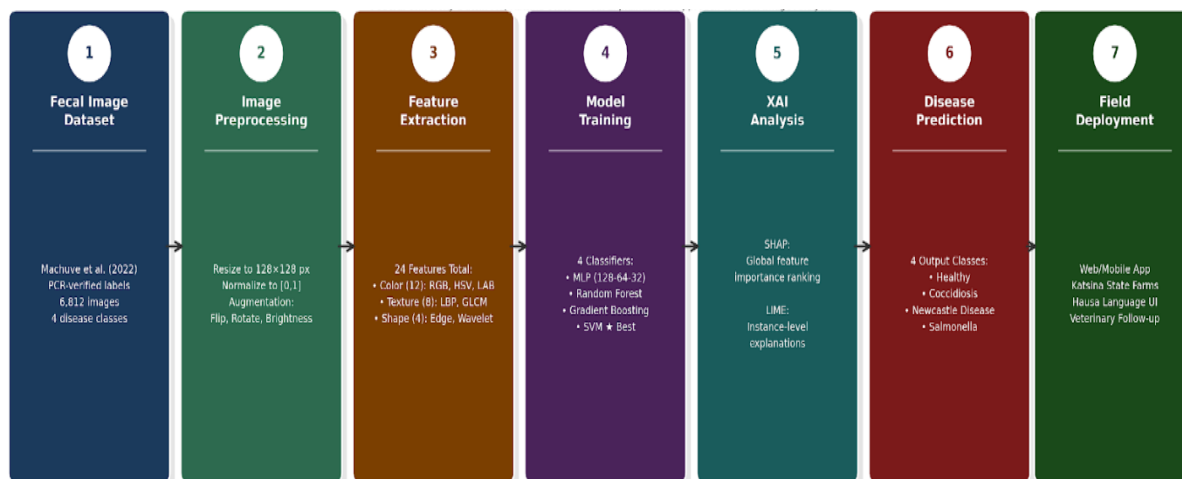 1
Fecal Image
Dataset
Machuve et al. (2022)
PCR-verified labels
6,812 images
4 disease classes
2
Image
Preprocessing
Resize to 128×128 px
Normalize to [0,1]
Augmentation:
Flip, Rotate, Brightness
3
Feature
Extraction
24 Features Total:
• Color (12): RGB, HSV, LAB
• Texture (8): LBP, GLCM
• Shape (4): Edge, Wavelet
4
Model
Training
4 Classifiers:
• MLP (128-64-32)
• Random Forest
• Gradient Boosting
• SVM ★ Best
5
XAI
Analysis
SHAP:
Global feature
importance ranking
LIME:
Instance-level
explanations
6
Disease
Prediction
4 Output Classes:
• Healthy
• Coccidiosis
• Newcastle Disease
• Salmonella
7
Field
Deployment
Web/Mobile App
Katsina State Farms
Hausa Language UI
Veterinary Follow-up